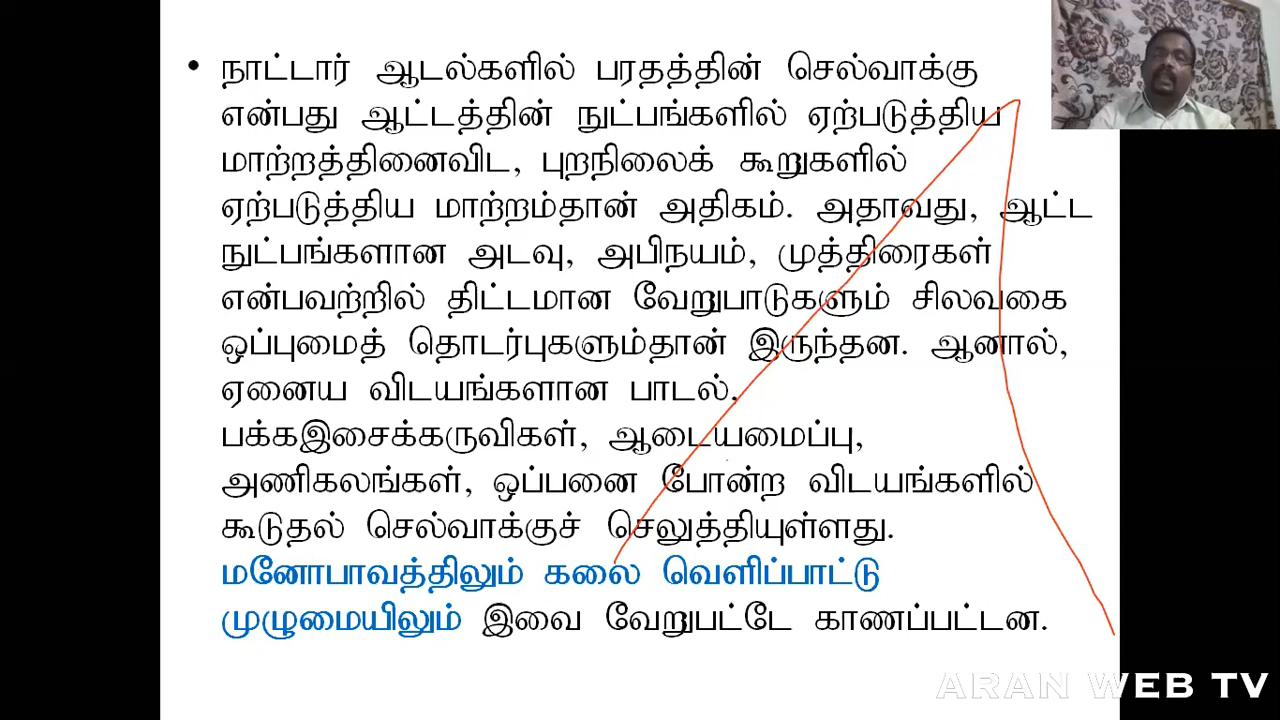 • நாட்டார் ஆடல்களில் பரதத்தின் செல்வாக்கு
என்பது ஆட்டத்தின் நுட்பங்களில் ஏற்படுத்திய
மாற்றத்தினைவிட, புறநிலைக் கூறுகளில்
ஏற்படுத்திய மாற்றம்தான் அதிகம். அதாவது, ஆட்ட
நுட்பங்களான அடவு, அபிநயம், முத்திரைகள்
என்பவற்றில் திட்டமான வேறுபாடுகளும் சிலவகை
ஒப்புமைத் தொடர்புகளும்தான் இருந்தன. ஆனால்,
ஏனைய விடயங்களான பாடல்,
பக்கஇசைக்கருவிகள், ஆடையமைப்பு,
அணிகலங்கள், ஒப்பனை போன்ற விடயங்களில்
கூடுதல் செல்வாக்குச் செலுத்தியுள்ளது.
மனோபாவத்திலும் கலை வெளிப்பாட்டு
முழுமையிலும் இவை வேறுபட்டே காணப்பட்டன.
ARAN WEB TV